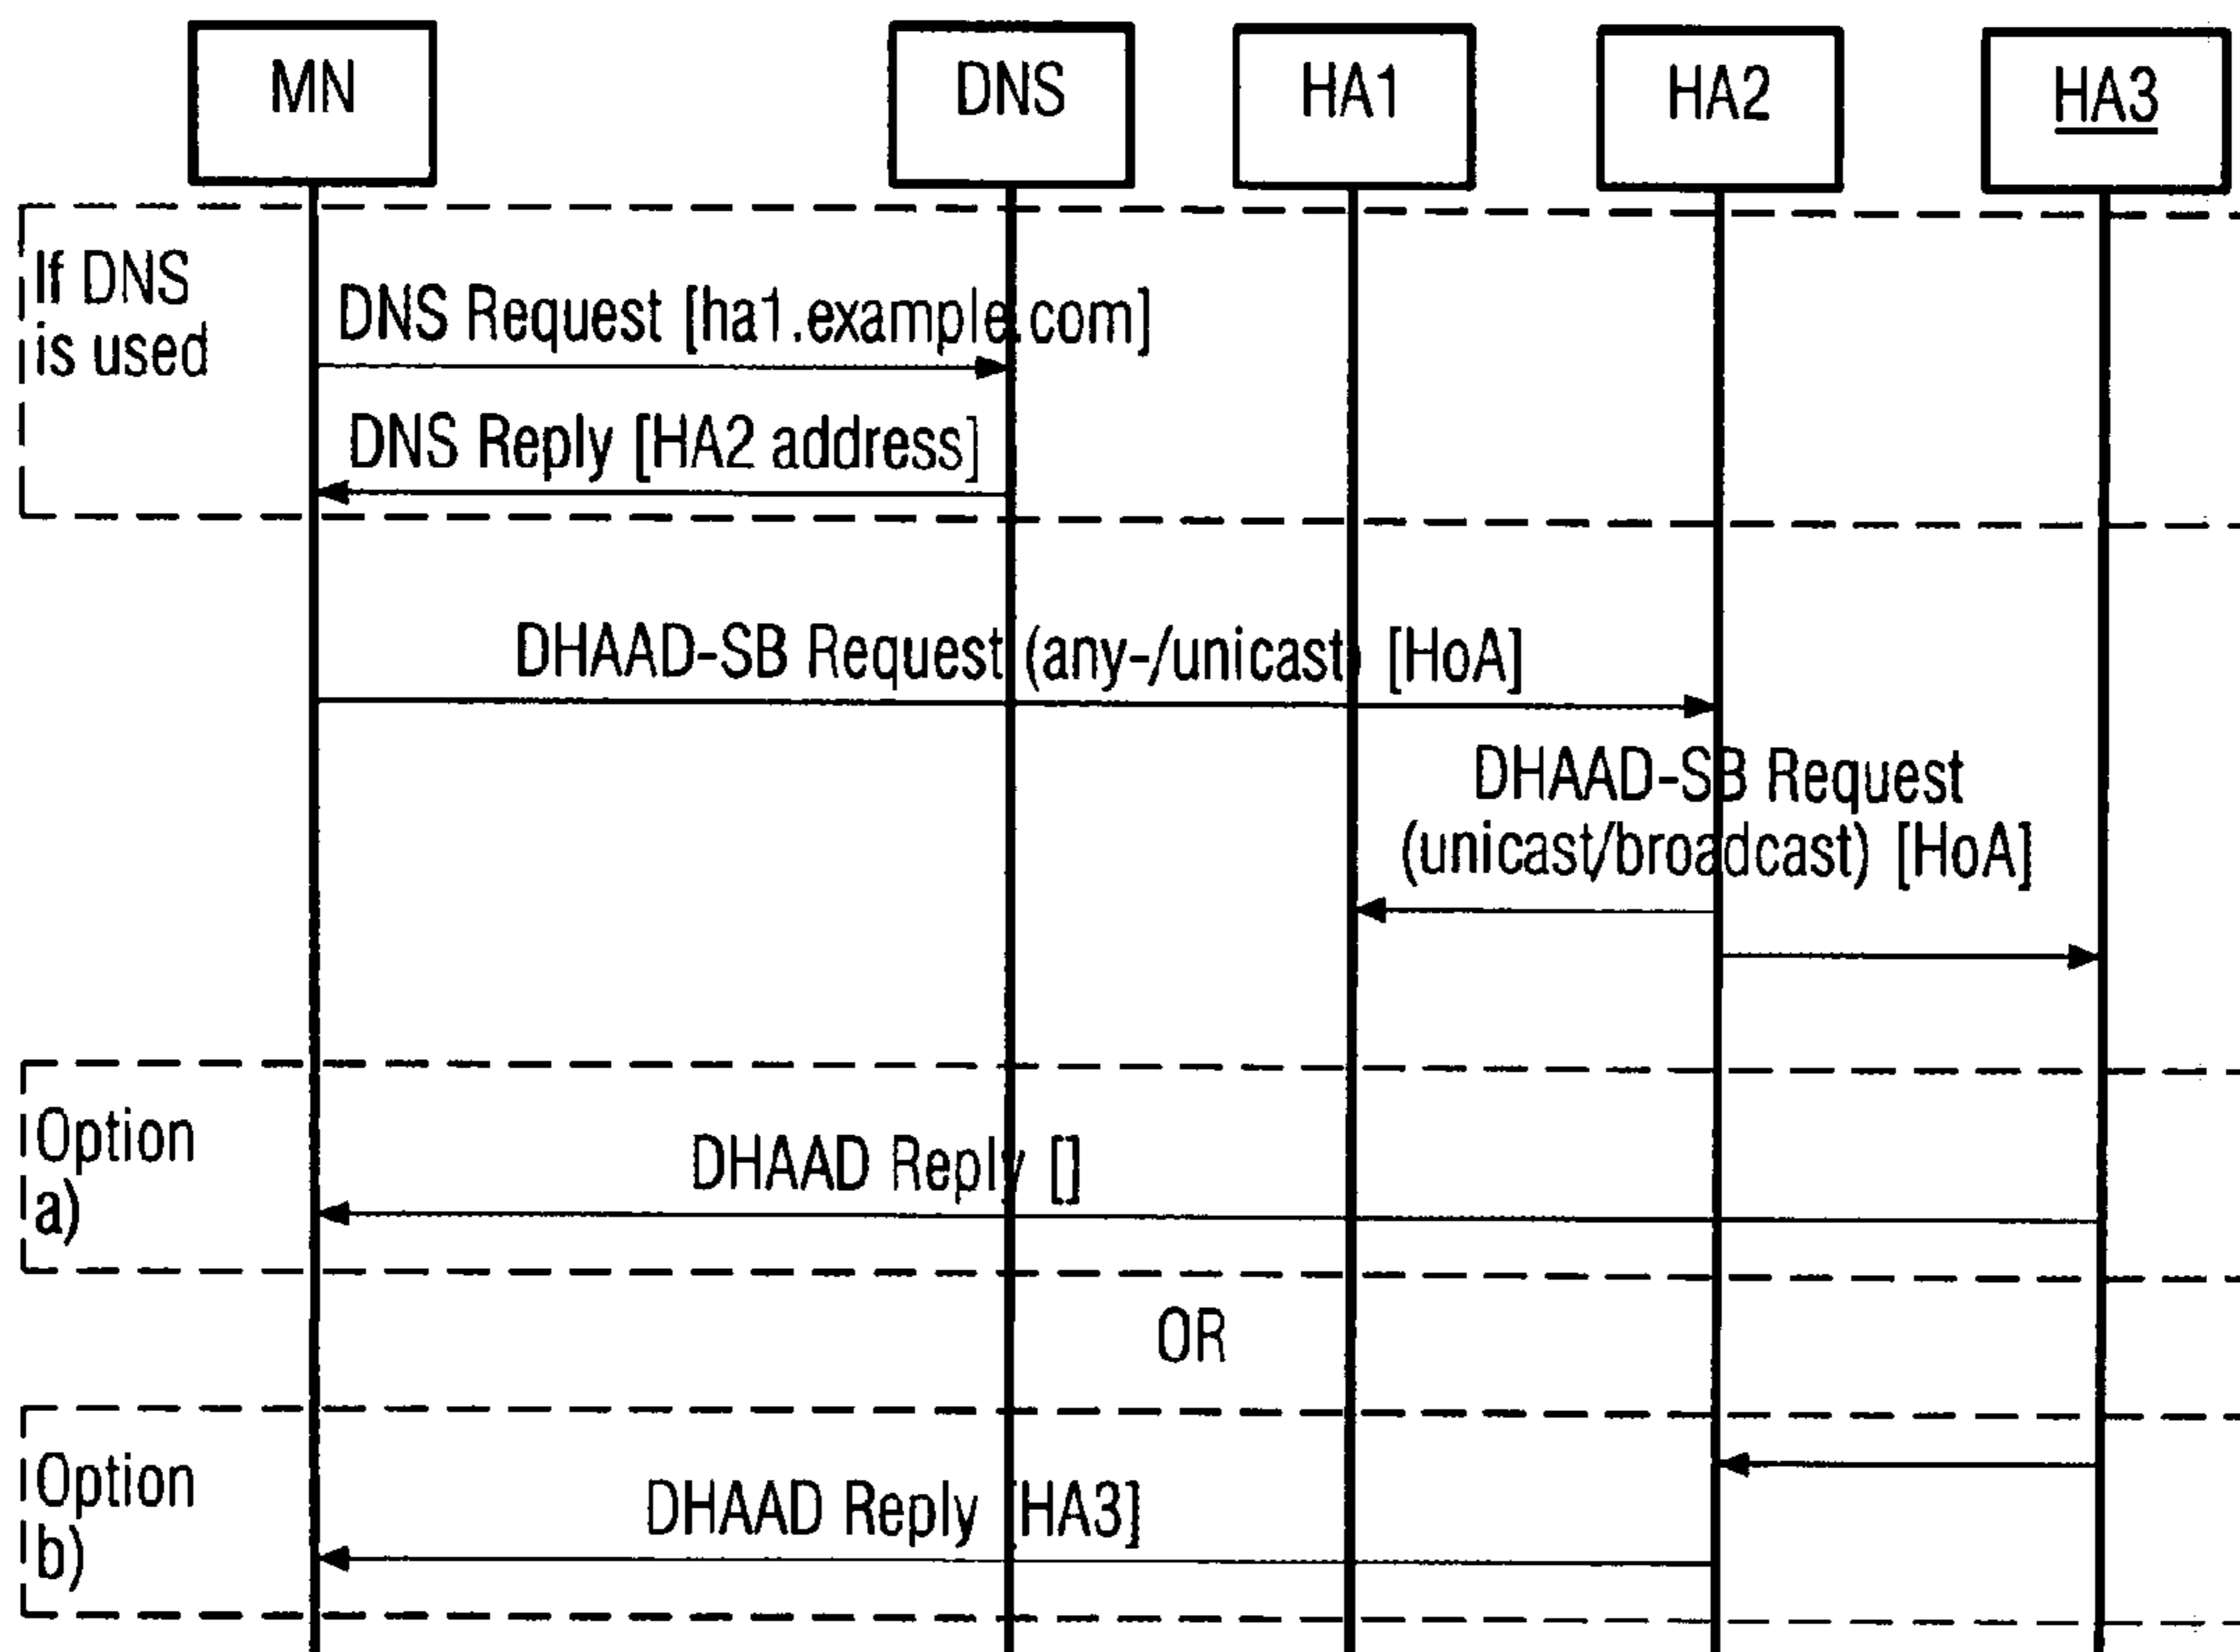 MN
DNS
HA1
HA2
HA3
If DNS
is used
DNS Request [ha1.example.com]
DNS Reply [HA2 address]
DHAAD-SB Request (any-/unicast) [HoA]
DHAAD-SB Request
(unicast/broadcast) [HoA]
Option
a)
DHAAD Reply []
OR
Option
b)
DHAAD Reply [HA3]